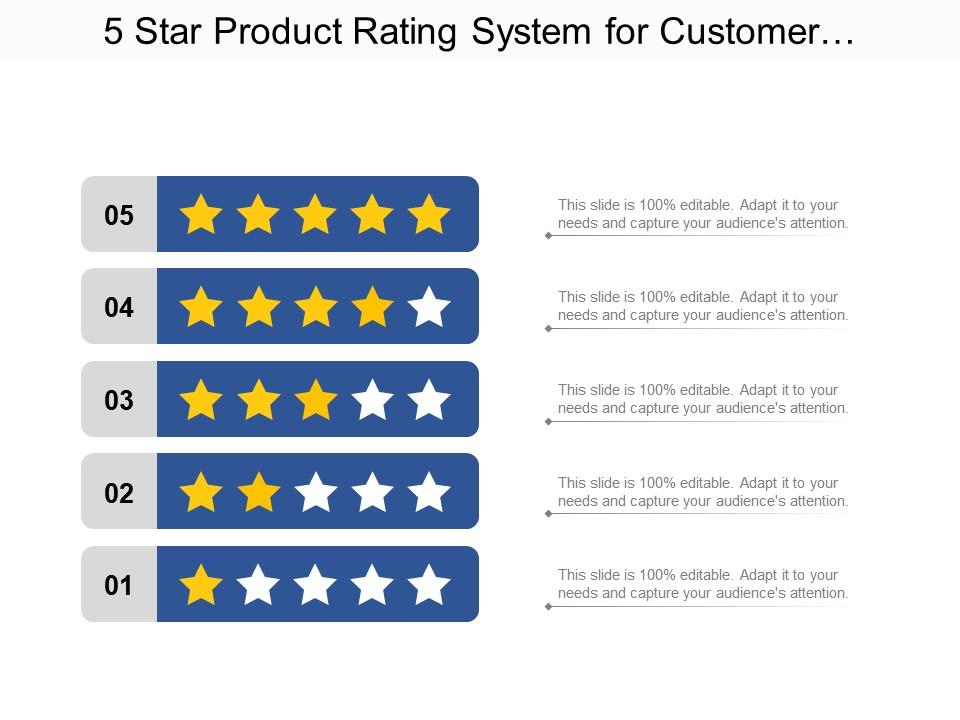 5 Star Product Rating System for Customer…
05
This slide is 100% editable. Adapt it to your
needs and capture your audience's attention.
04
This slide is 100% editable. Adapt it to your
needs and capture your audience's attention.
03
This slide is 100% editable. Adapt it to your
needs and capture your audience's attention.
02
This slide is 100% editable. Adapt it to your
needs and capture your audience's attention.
01
This slide is 100% editable. Adapt it to your
needs and capture your audience's attention.